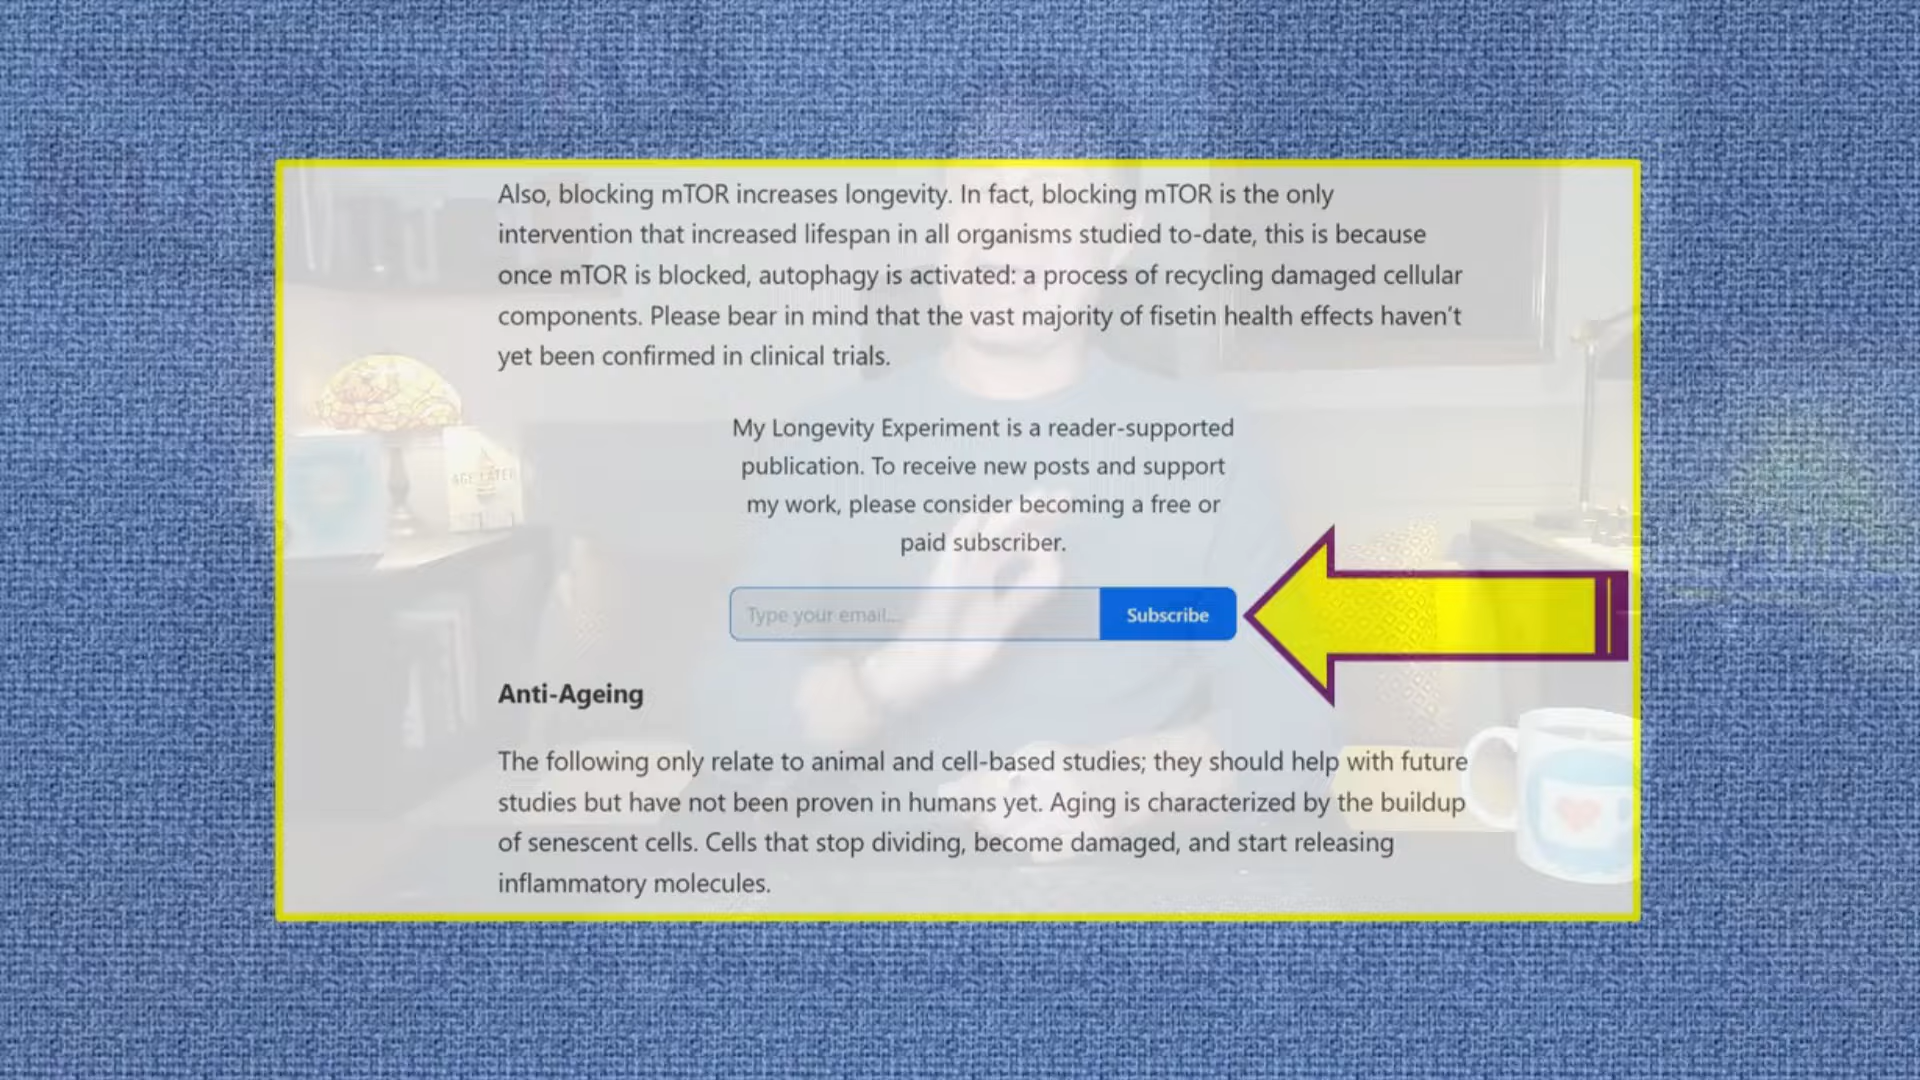 Also, blocking mTOR increases longevity. In fact, blocking mTOR is the only
intervention that increased lifespan in all organisms studied to-date, this is because
once mTOR is blocked, autophagy is activated: a process of recycling damaged cellular
components. Please bear in mind that the vast majority of fisetin health effects haven't
yet been confirmed in clinical trials.
My Longevity Experiment is a reader-supported
publication. To receive new posts and support
my work, please consider becoming a free or
paid subscriber.
Type your email...
Subscribe
AGE LATER
Anti-Ageing
The following only relate to animal and cell-based studies; they should help with future
studies but have not been proven in humans yet. Aging is characterized by the buildup
of senescent cells. Cells that stop dividing, become damaged, and start releasing
inflammatory molecules.